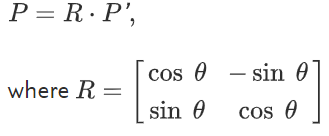 P = R · P′,
where R = [ cos θ  − sin θ
sin θ  cos θ ]